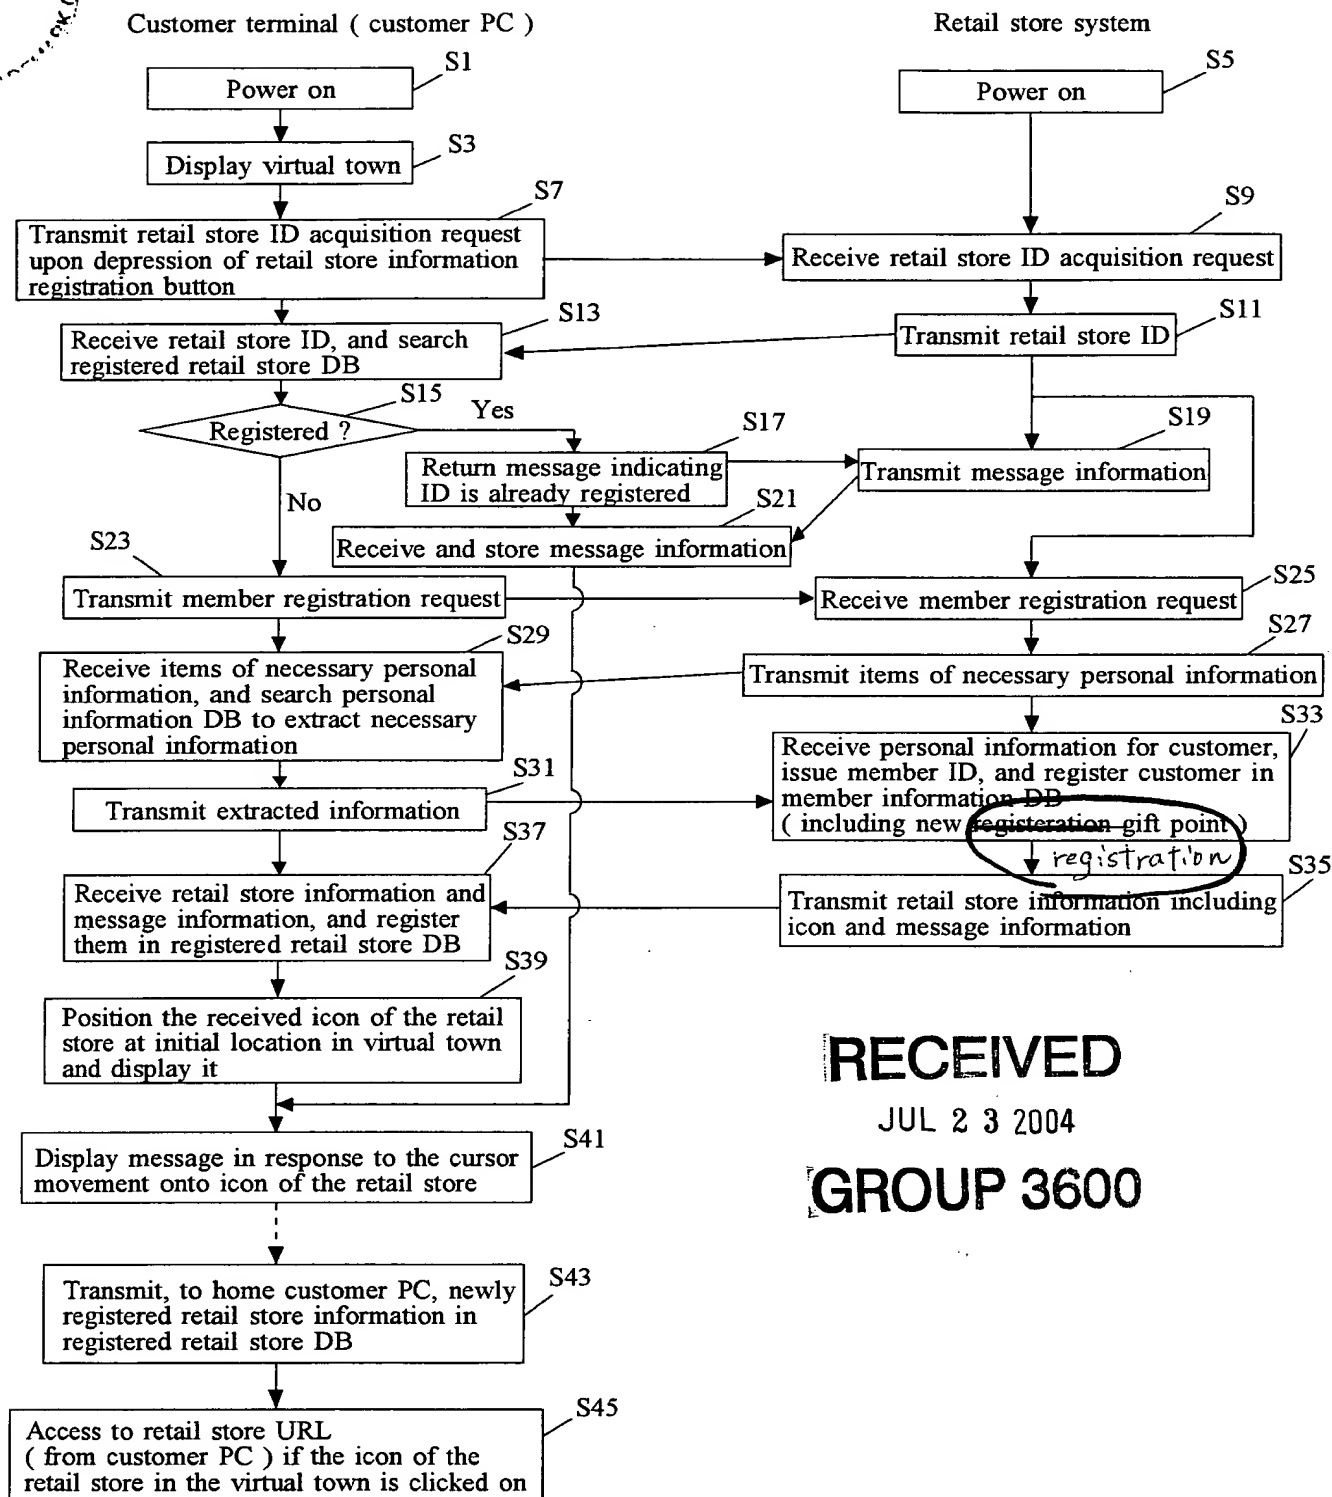 Customer terminal ( customer PC )
Retail store system
S1
Power on
S5
Power on
S3
Display virtual town
S7
Transmit retail store ID acquisition request
upon depression of retail store information
registration button
S9
Receive retail store ID acquisition request
S13
Receive retail store ID, and search
registered retail store DB
S11
Transmit retail store ID
S15
Registered ?
Yes
No
S17
Return message indicating
ID is already registered
S19
Transmit message information
S21
Receive and store message information
S23
Transmit member registration request
S25
Receive member registration request
S29
Receive items of necessary personal
information, and search personal
information DB to extract necessary
personal information
S27
Transmit items of necessary personal information
S31
Transmit extracted information
S33
Receive personal information for customer,
issue member ID, and register customer in
member information DB
( including new registeration gift point )
registration
S37
Receive retail store information and
message information, and register
them in registered retail store DB
S35
Transmit retail store information including
icon and message information
S39
Position the received icon of the retail
store at initial location in virtual town
and display it
RECEIVED
JUL 2 3 2004
GROUP 3600
S41
Display message in response to the cursor
movement onto icon of the retail store
S43
Transmit, to home customer PC, newly
registered retail store information in
registered retail store DB
S45
Access to retail store URL
( from customer PC ) if the icon of the
retail store in the virtual town is clicked on